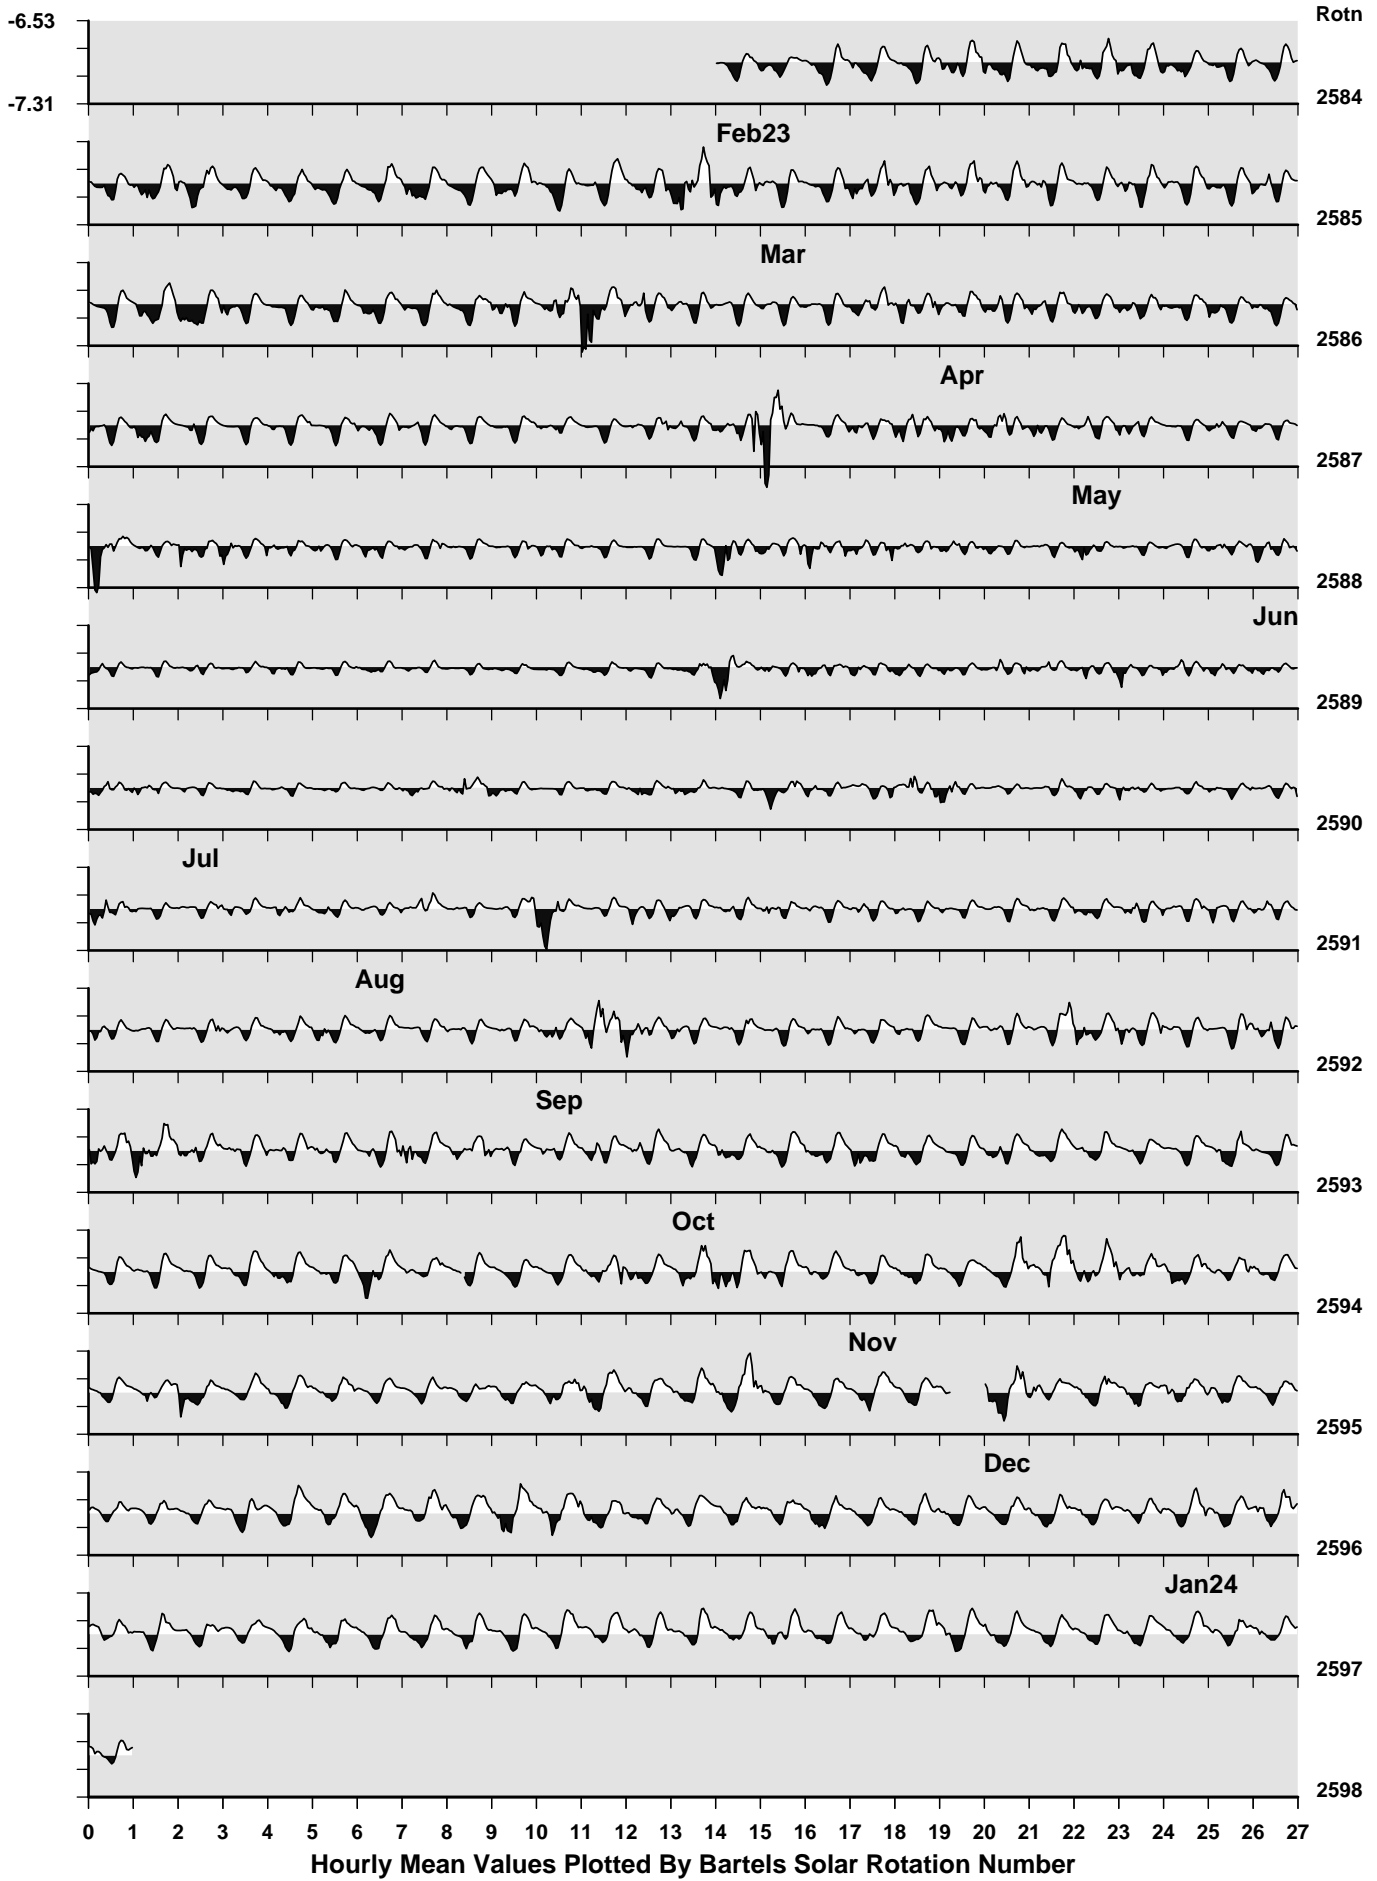 -6.53
Rotn
-7.31
2584
Feb23
2585
Mar
2586
Apr
2587
May
2588
Jun
2589
2590
Jul
2591
Aug
2592
Sep
2593
Oct
2594
Nov
2595
Dec
2596
Jan24
2597
2598
0 1 2 3 4 5 6 7 8 9 10 11 12 13 14 15 16 17 18 19 20 21 22 23 24 25 26 27
Hourly Mean Values Plotted By Bartels Solar Rotation Number